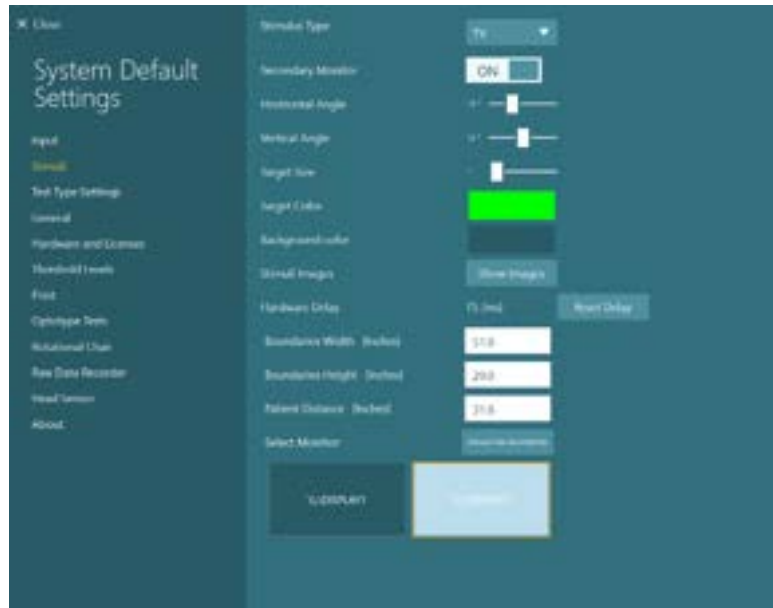 ✕ Close
System Default
Settings
Input
Stimuli
Test Type Settings
General
Hardware and Licenses
Threshold Levels
Print
Optotype Tests
Rotational Chair
Raw Data Recorder
Head Sensor
About
Stimulus Type
TV
Secondary Monitor
ON
Horizontal Angle
Vertical Angle
Target Size
Target Color
Background color
Stimuli Images
Show Images
Hardware Delay
Reset Delay
Boundaries Width (Inches)
51.0
Boundaries Height (Inches)
29.0
Patient Distance (Inches)
Select Monitor
\\.\DISPLAY1